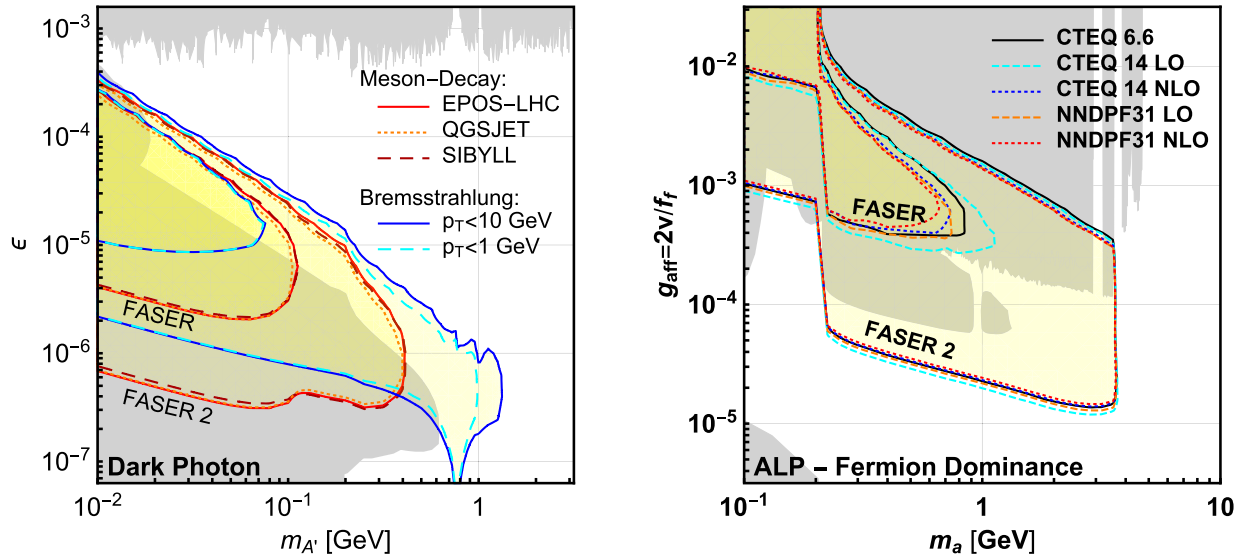 10⁻³
10⁻⁴
10⁻⁵
10⁻⁶
10⁻⁷
ϵ
Meson−Decay:
EPOS−LHC
QGSJET
SIBYLL
Bremsstrahlung:
p_T<10 GeV
p_T<1 GeV
FASER
FASER 2
Dark Photon
10⁻² 10⁻¹ 1
m_A' [GeV]
10⁻²
10⁻³
10⁻⁴
10⁻⁵
g_aff=2v/f_f
CTEQ 6.6
CTEQ 14 LO
CTEQ 14 NLO
NNDPF31 LO
NNDPF31 NLO
FASER
FASER 2
ALP − Fermion Dominance
10⁻¹ 1 10
m_a [GeV]